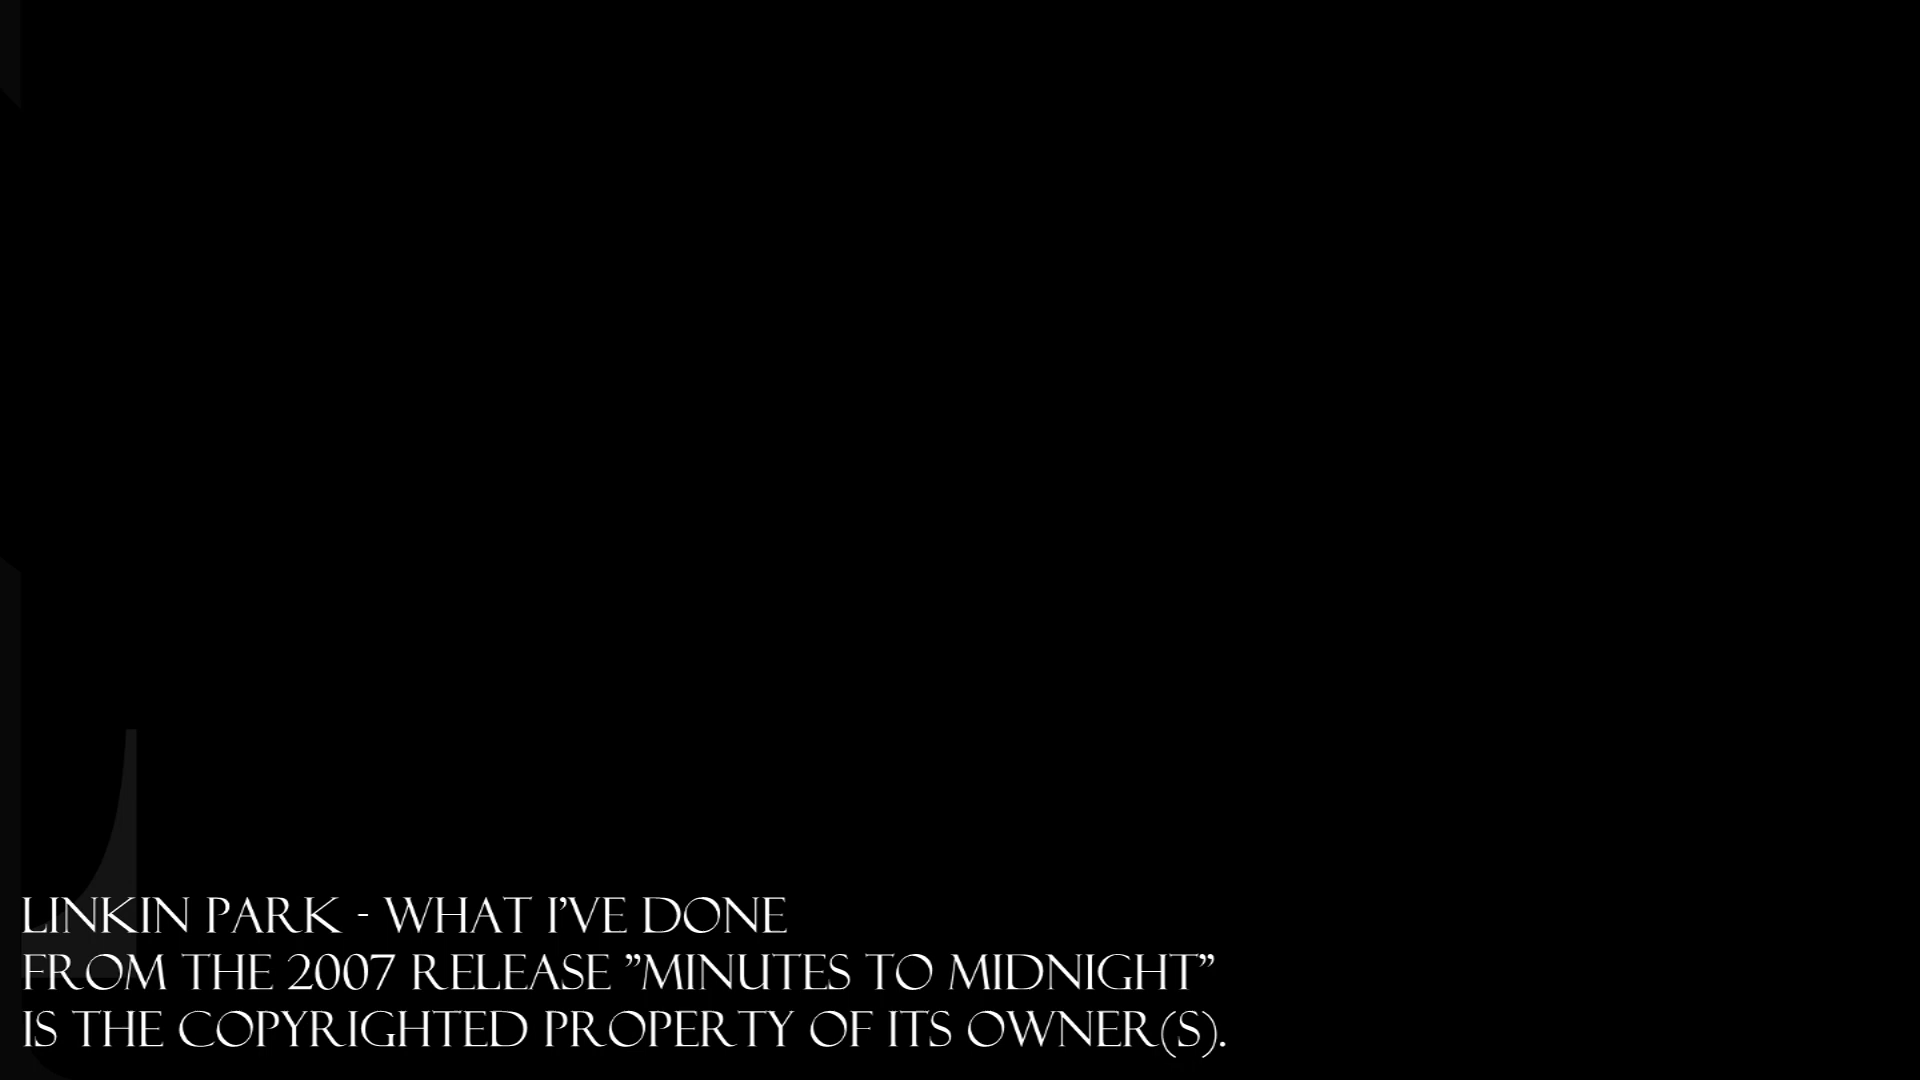 LINKIN PARK - WHAT I'VE DONE
FROM THE 2007 RELEASE ”MINUTES TO MIDNIGHT”
IS THE COPYRIGHTED PROPERTY OF ITS OWNER(S).